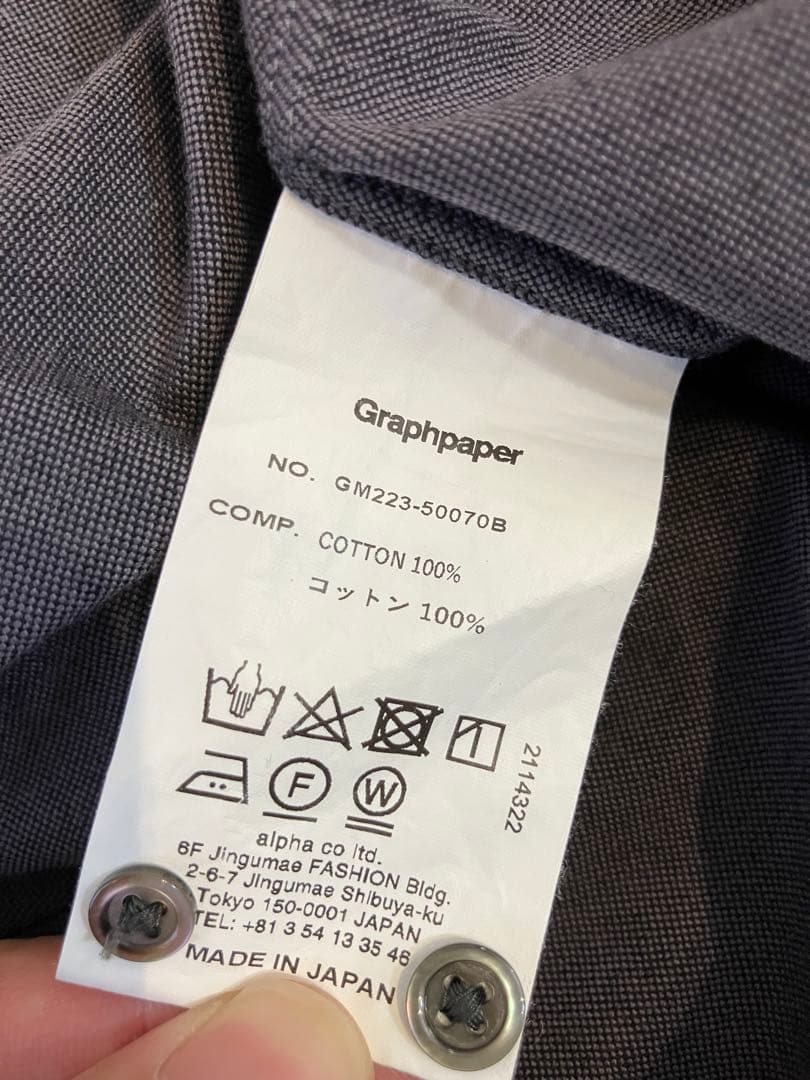 Graphpaper
NO. GM223-50070B
COMP. COTTON 100%
コットン 100%
2114322
F
W
alpha co ltd.
6F Jingumae FASHION Bldg.
2-6-7 Jingumae Shibuya-ku
Tokyo 150-0001 JAPAN
TEL: +81 3 54 13 35 46
MADE IN JAPAN